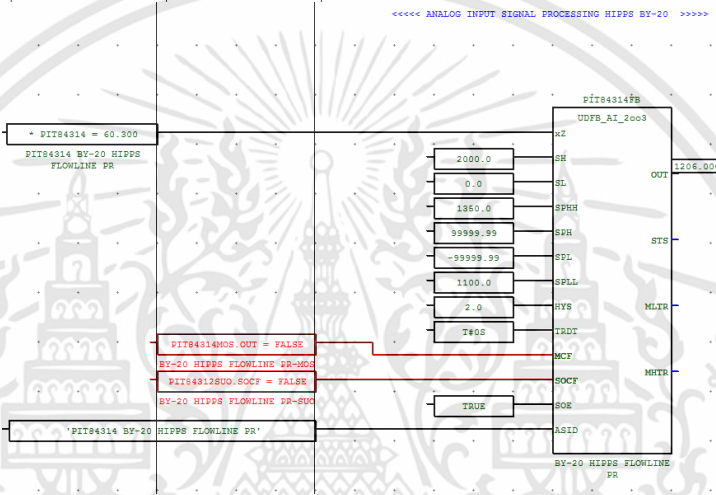 <<<<< ANALOG INPUT SIGNAL PROCESSING HIPPS BY-20 >>>>>
PIT84314FB
UDFB_AI_2oo3
* PIT84314 = 60.300
xZ
PIT84314 BY-20 HIPPS
FLOWLINE PR
2000.0
SH
OUT
1206.000
0.0
SL
1350.0
SPHH
99999.99
SPH
STS
-99999.99
SPL
1100.0
SPLL
2.0
HYS
MLTR
T#0S
TRDT
PIT84314MOS.OUT = FALSE
MCF
BY-20 HIPPS FLOWLINE PR-MOS
MHTR
PIT84312SUO.SOCF = FALSE
SOCF
BY-20 HIPPS FLOWLINE PR-SUO
TRUE
SOE
'PIT84314 BY-20 HIPPS FLOWLINE PR'
ASID
BY-20 HIPPS FLOWLINE
PR